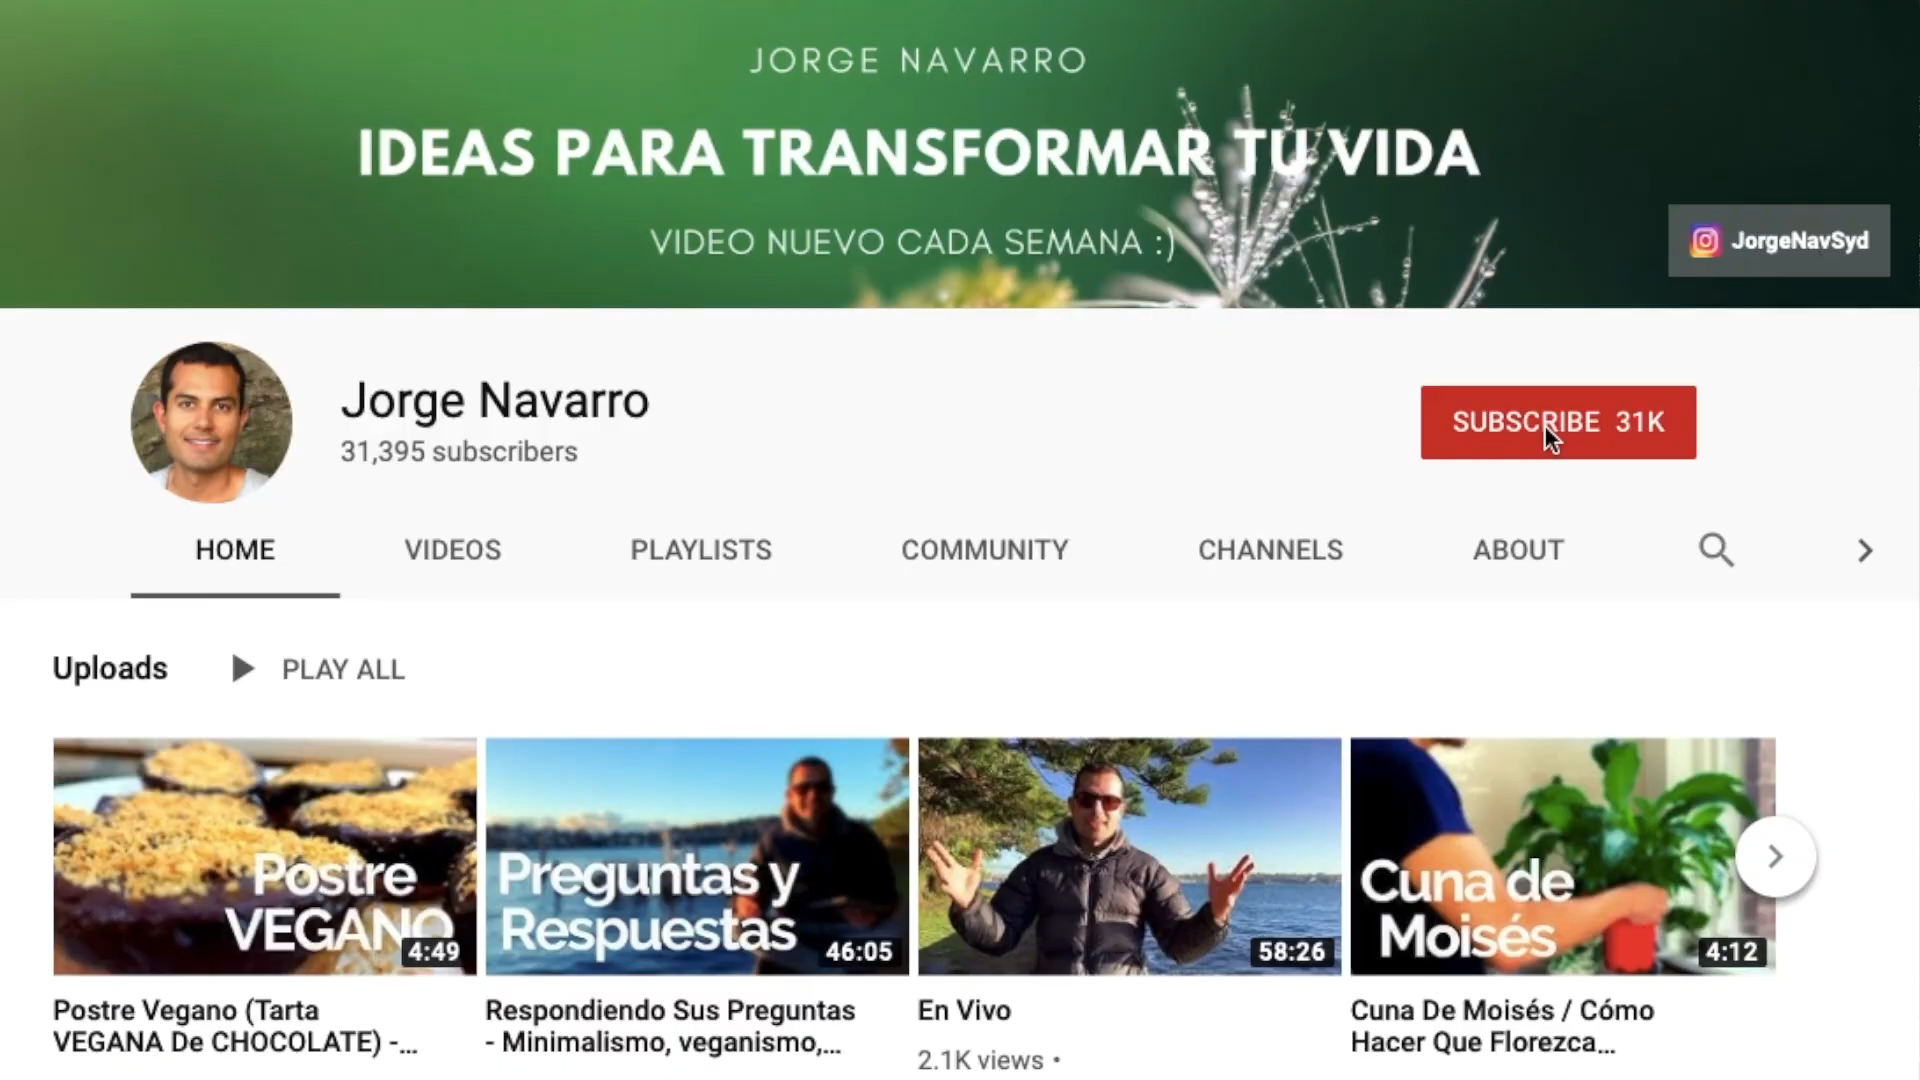 JORGE NAVARRO
IDEAS PARA TRANSFORMAR TU VIDA
VIDEO NUEVO CADA SEMANA :)
JorgeNavSyd
Jorge Navarro
31,395 subscribers
SUBSCRIBE 31K
HOME VIDEOS PLAYLISTS COMMUNITY CHANNELS ABOUT
Uploads PLAY ALL
Postre
VEGANO
4:49
Preguntas y
Respuestas
46:05
58:26
Cuna de
Moisés
4:12
Postre Vegano (Tarta
VEGANA De CHOCOLATE) -...
Respondiendo Sus Preguntas
- Minimalismo, veganismo,...
En Vivo
2.1K views •
Cuna De Moisés / Cómo
Hacer Que Florezca...